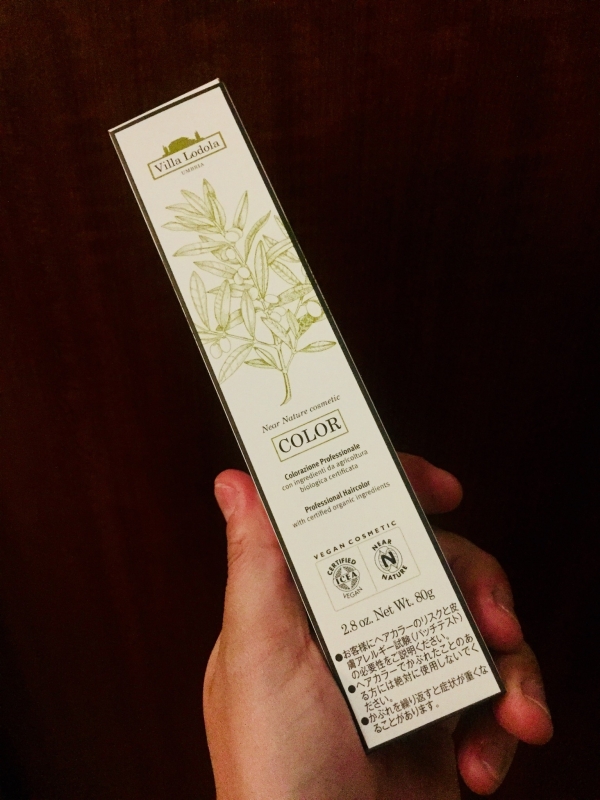 Villa Lodola
UMBRIA
Near Nature cosmetic
COLOR
Colorazione Professionale
con ingredienti da agricoltura
biologica certificata
Professional Haircolor
with certified organic ingredients
VEGAN COSMETIC
CERTIFIED
ICEA
VEGAN
NEAR
N
NATURE
2.8 oz. Net Wt. 80g
●お客様にヘアカラーのリスクと皮
膚アレルギー試験(パッチテスト)
の必要性をご説明ください。
●ヘアカラーでかぶれたことのあ
る方には絶対に使用しないでく
ださい。
●かぶれを繰り返すと症状が重くな
ることがあります。